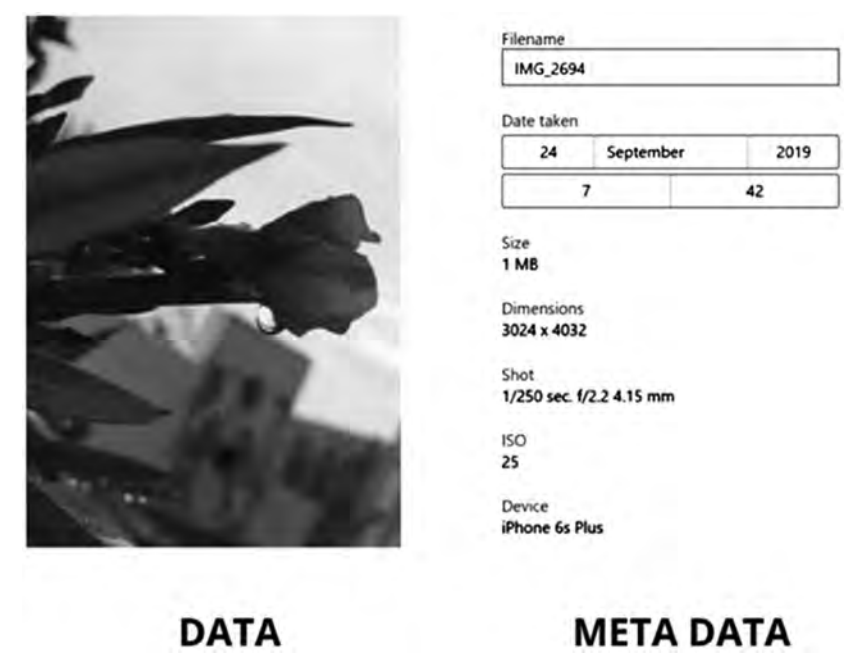 Filename
IMG_2694
Date taken
24 September 2019
7 42
Size
1 MB
Dimensions
3024 x 4032
Shot
1/250 sec. f/2.2 4.15 mm
ISO
25
Device
iPhone 6s Plus
DATA
META DATA